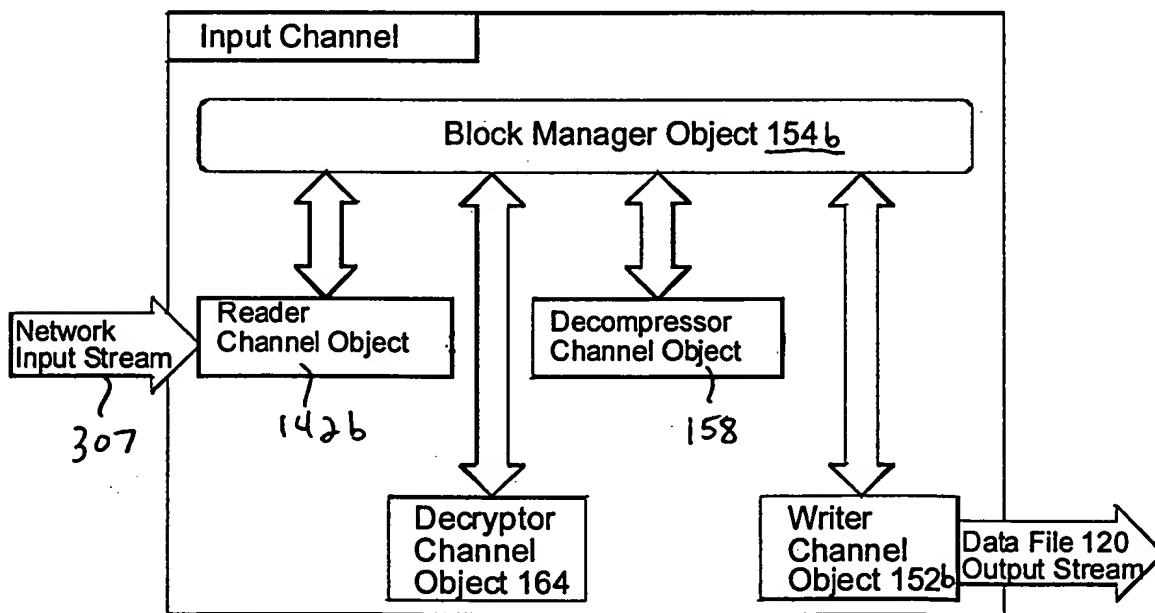 Input Channel
Block Manager Object 154b
Reader
Channel Object
Decompressor
Channel Object
Network
Input Stream
307
142b
158
Decryptor
Channel
Object 164
Writer
Channel
Object 152b
Data File 120
Output Stream